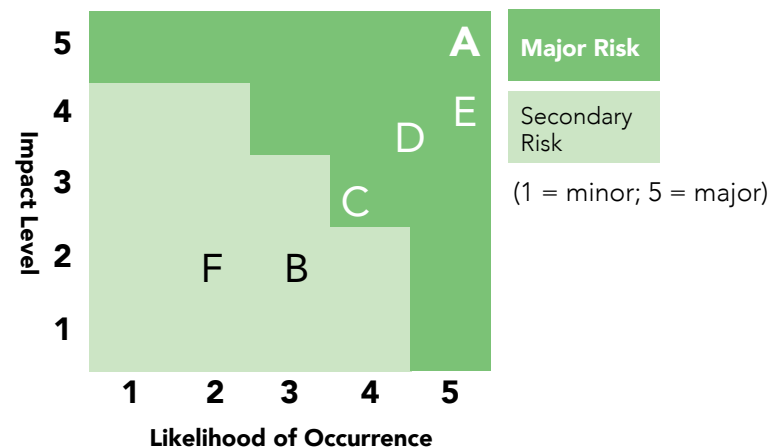 5
A
Major Risk
4
E
D
Secondary
Risk
Impact Level
3
C
(1 = minor; 5 = major)
2
F
B
1
1
2
3
4
5
Likelihood of Occurrence